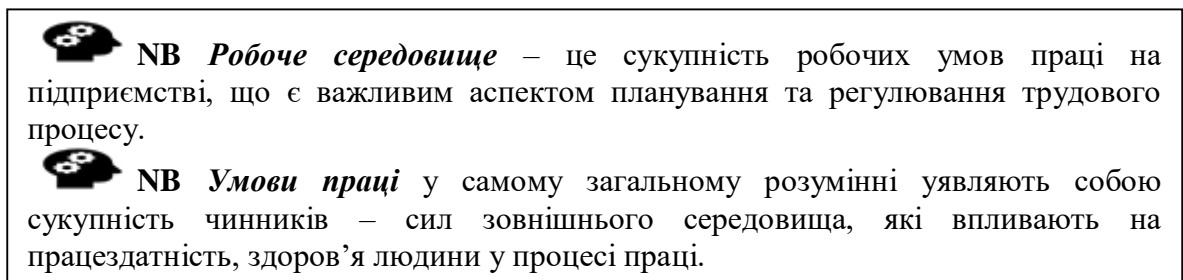 NB Робоче середовище – це сукупність робочих умов праці на
підприємстві, що є важливим аспектом планування та регулювання трудового
процесу.
NB Умови праці у самому загальному розумінні уявляють собою
сукупність чинників – сил зовнішнього середовища, які впливають на
працездатність, здоров’я людини у процесі праці.